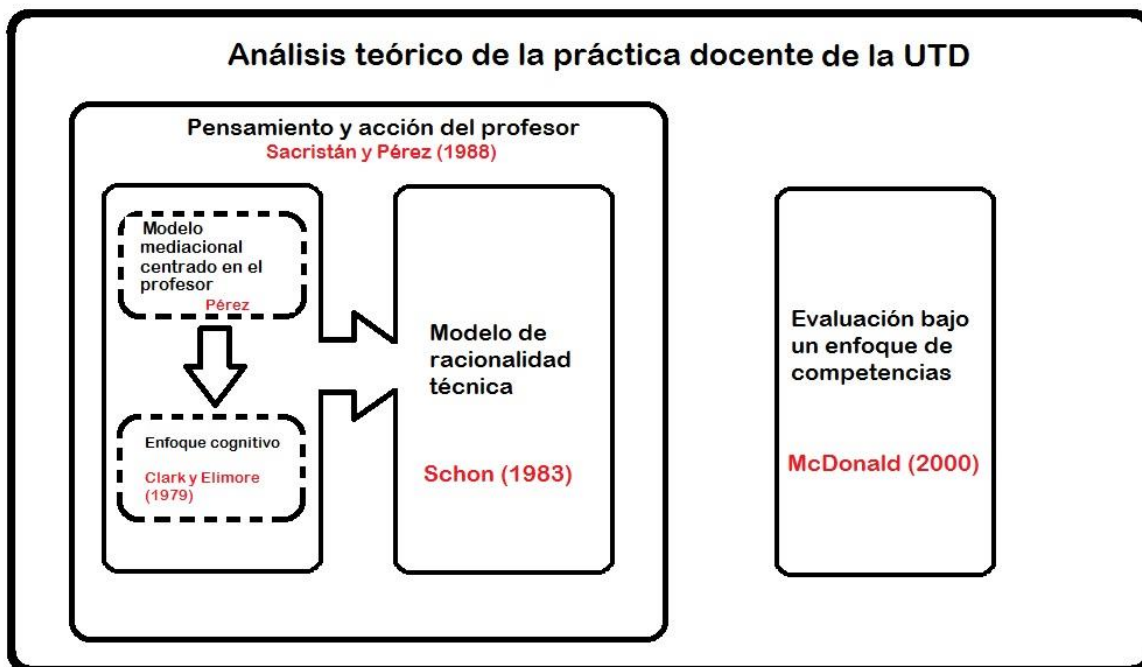 Análisis teórico de la práctica docente de la UTD
Pensamiento y acción del profesor
Sacristán y Pérez (1988)
Modelo
mediacional
centrado en el
profesor
Pérez
Enfoque cognitivo
Clark y Elimore
(1979)
Modelo de
racionalidad
técnica
Schon (1983)
Evaluación bajo
un enfoque de
competencias
McDonald (2000)